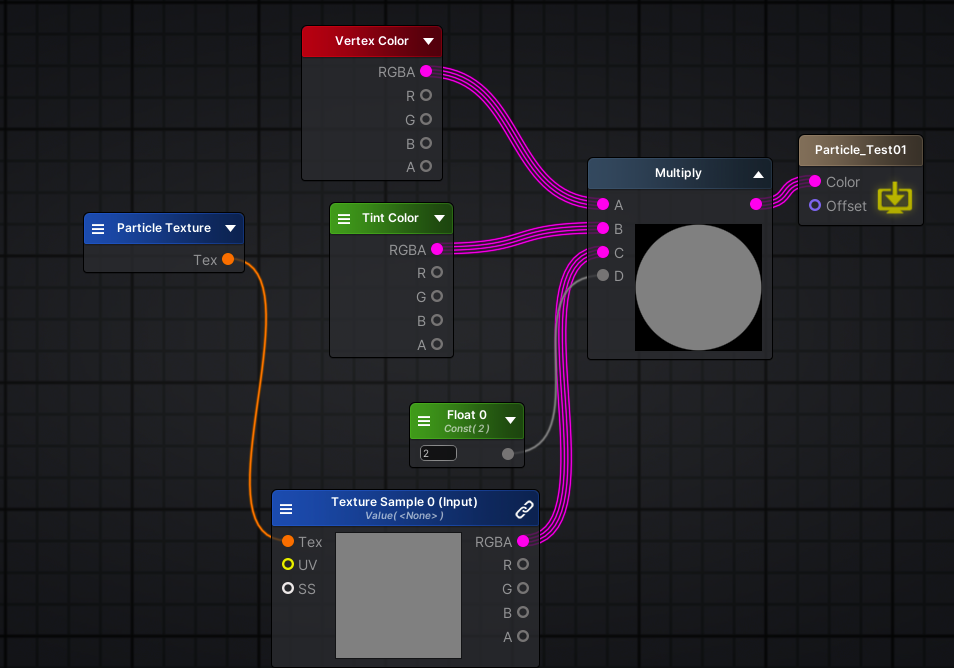 Vertex Color
RGBA
R
G
B
A
Particle Texture
Tex
Tint Color
RGBA
R
G
B
A
Multiply
A
B
C
D
Particle_Test01
Color
Offset
Float 0
Const( 2 )
2
Texture Sample 0 (Input)
Value( <None> )
Tex
UV
SS
RGBA
R
G
B
A